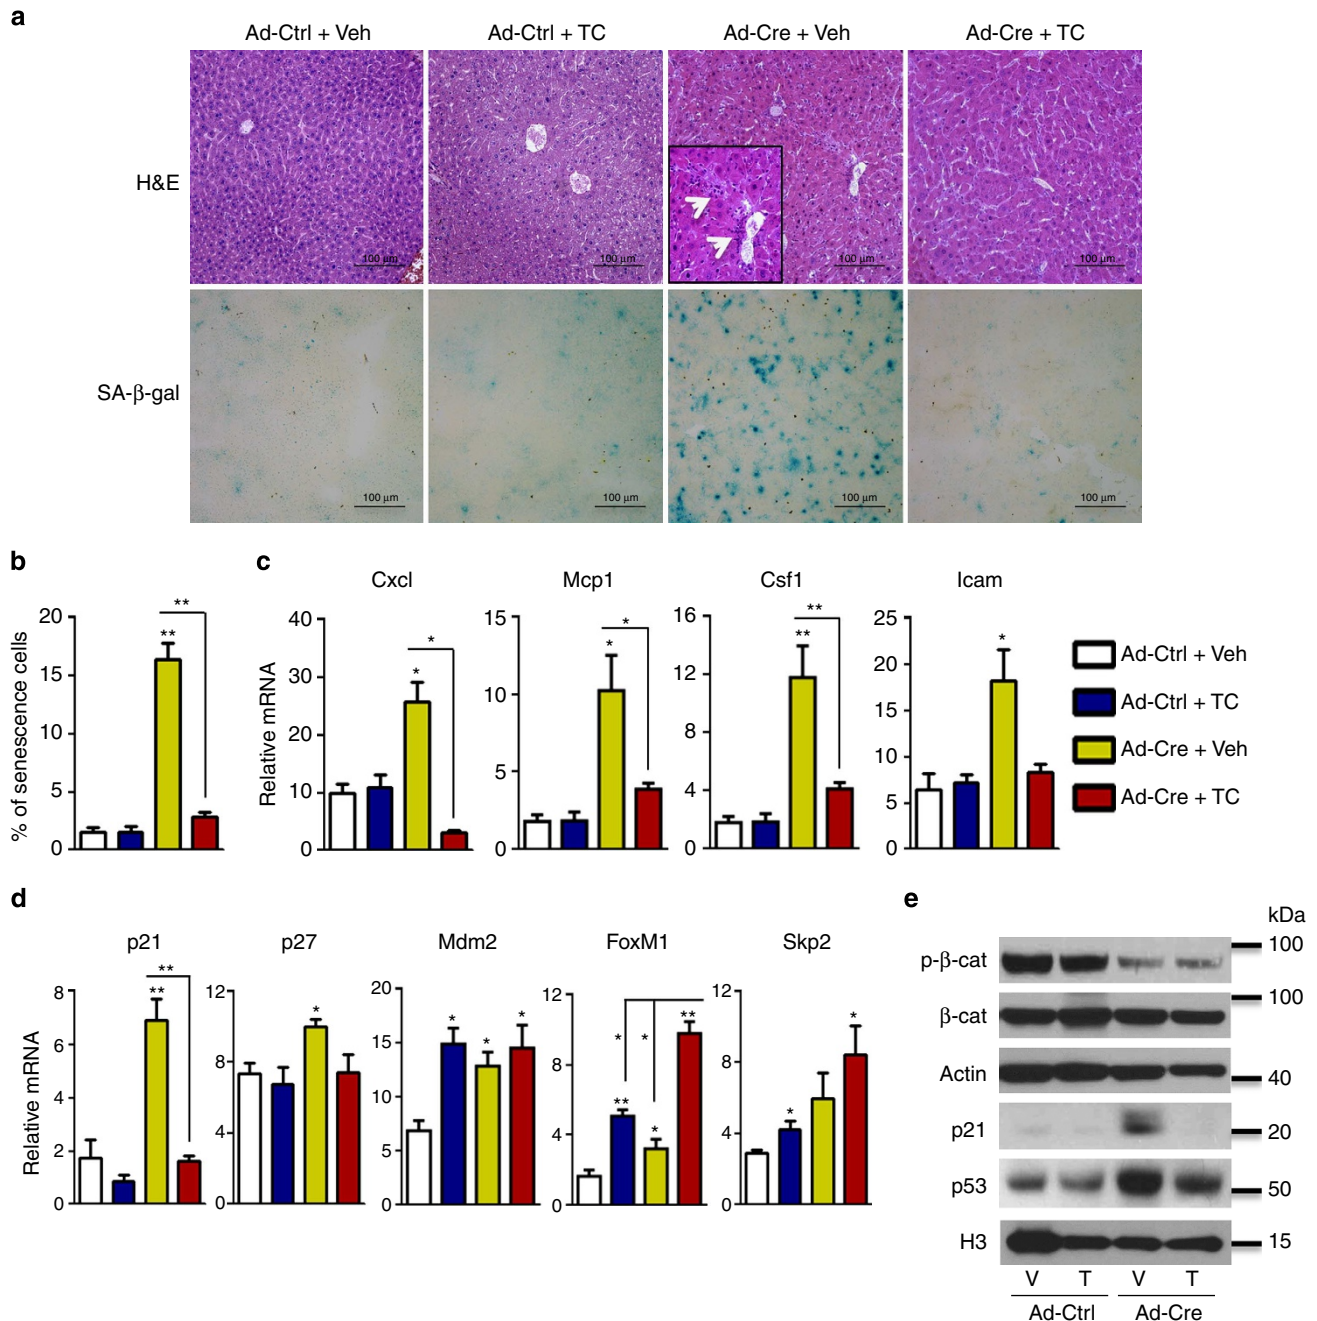 a
Ad-Ctrl + Veh Ad-Ctrl + TC Ad-Cre + Veh Ad-Cre + TC
H&E
100 µm 100 µm 100 µm 100 µm
SA-β-gal
100 µm 100 µm 100 µm 100 µm
b
% of senescence cells
20
15
10
5
0
**
**
c
Relative mRNA
Cxcl
40
30
20
10
0
*
*
Mcp1
15
10
5
0
*
*
Csf1
16
12
8
4
0
**
**
Icam
25
20
15
10
5
0
*
Ad-Ctrl + Veh
Ad-Ctrl + TC
Ad-Cre + Veh
Ad-Cre + TC
d
Relative mRNA
p21
8
6
4
2
0
**
**
p27
12
8
4
0
*
Mdm2
20
15
10
5
0
* * *
FoxM1
12
8
4
0
* *
** * **
Skp2
12
8
4
0
* *
e
kDa
p-β-cat 100
β-cat 100
Actin 40
p21 20
p53 50
H3 15
V T V T
Ad-Ctrl Ad-Cre